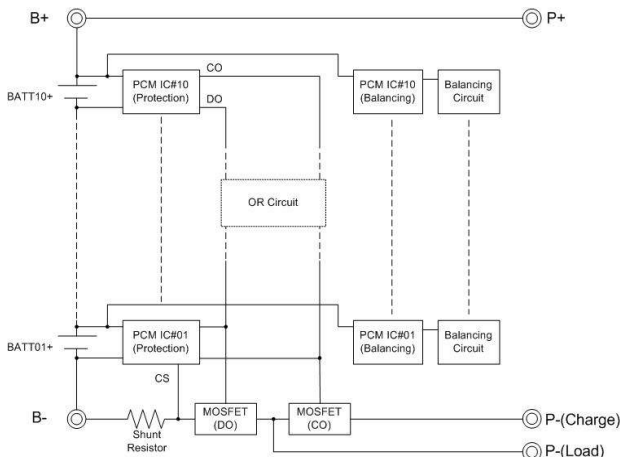 B+
P+
CO
BATT10+
PCM IC#10
(Protection)
DO
PCM IC#10
(Balancing)
Balancing
Circuit
OR Circuit
BATT01+
PCM IC#01
(Protection)
PCM IC#01
(Balancing)
Balancing
Circuit
CS
B-
Shunt
Resistor
MOSFET
(DO)
MOSFET
(CO)
P-(Charge)
P-(Load)